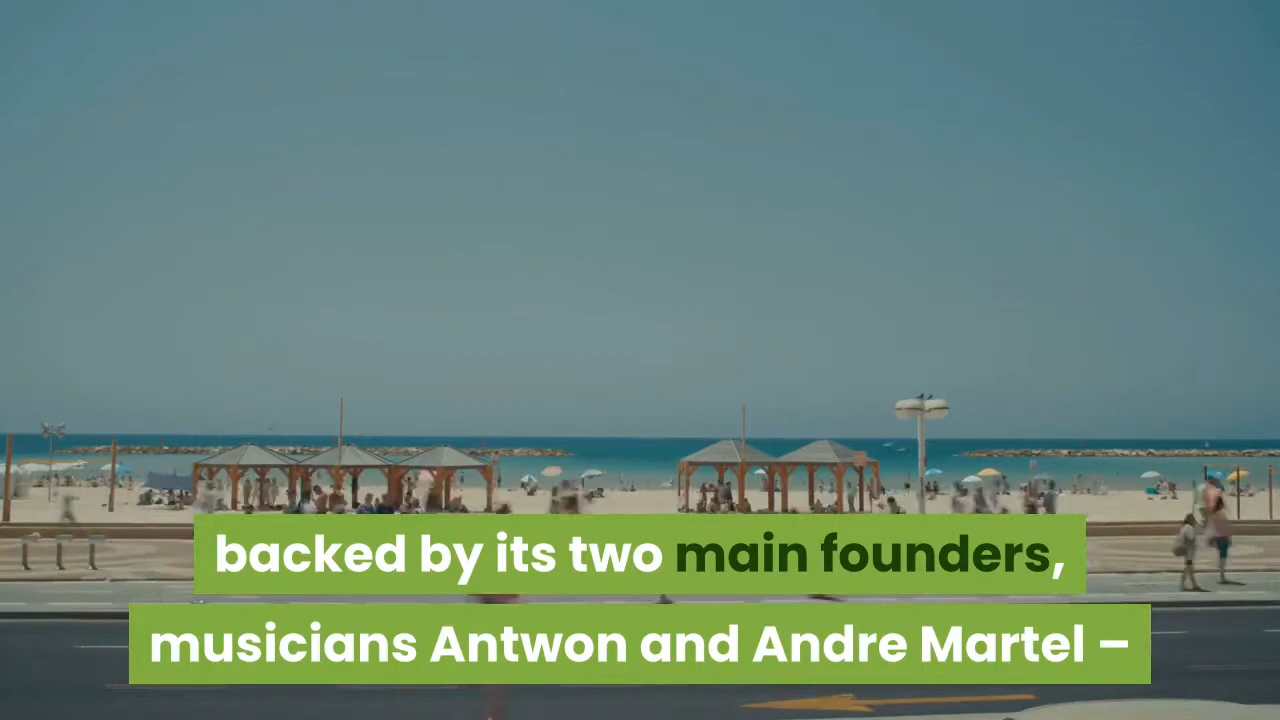 backed by its two main founders,
musicians Antwon and Andre Martel –